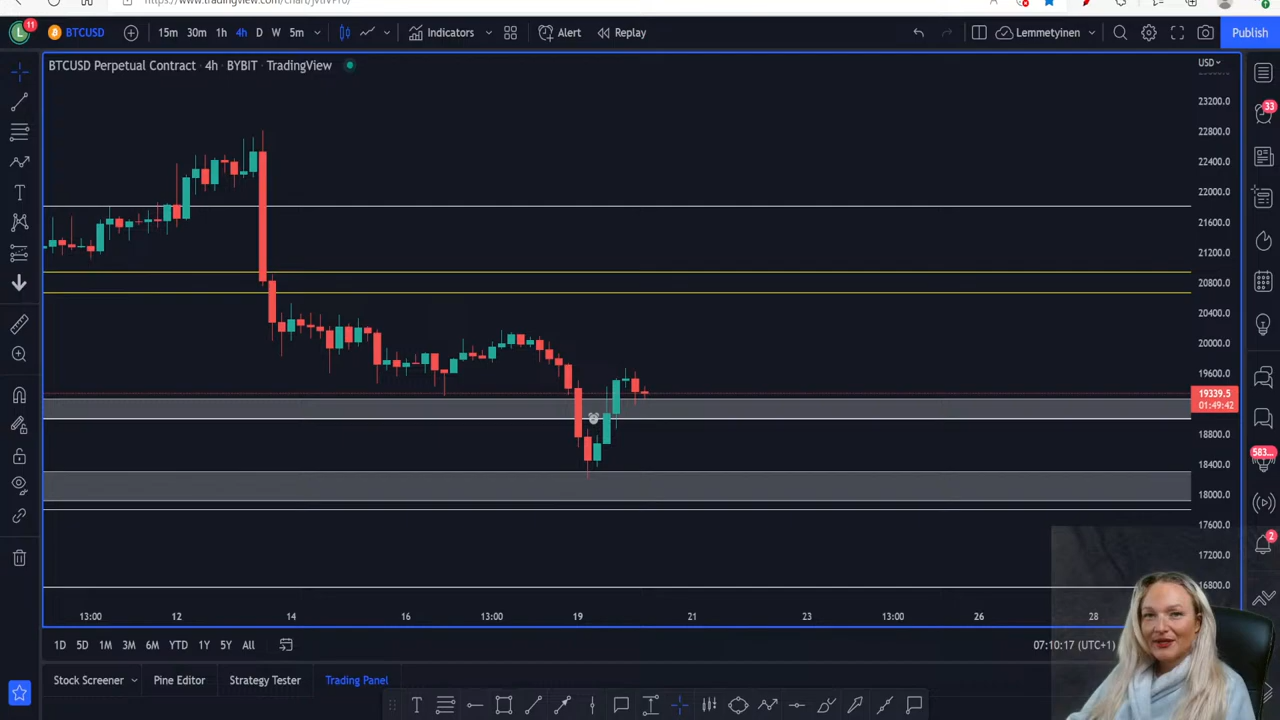 11
BTCUSD
15m 30m 1h 4h D W 5m
Indicators
Alert
Replay
Lemmetyinen
Publish
BTCUSD Perpetual Contract · 4h · BYBIT · TradingView
USD
33
23200.0
22800.0
22400.0
22000.0
21600.0
21200.0
20800.0
20400.0
20000.0
19600.0
19339.5
01:49:42
18800.0
18400.0
583...
18000.0
17600.0
2
17200.0
16800.0
13:00 12 14 16 13:00 19 21 23 13:00 26 28
1D 5D 1M 3M 6M YTD 1Y 5Y All
07:10:17 (UTC+1)
Stock Screener Pine Editor Strategy Tester Trading Panel